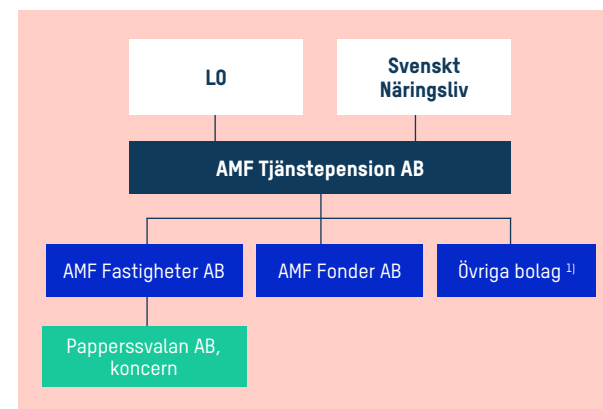 LO
Svenskt
Näringsliv
AMF Tjänstepension AB
AMF Fastigheter AB
AMF Fonder AB
Övriga bolag 1)
Papperssvalan AB,
koncern